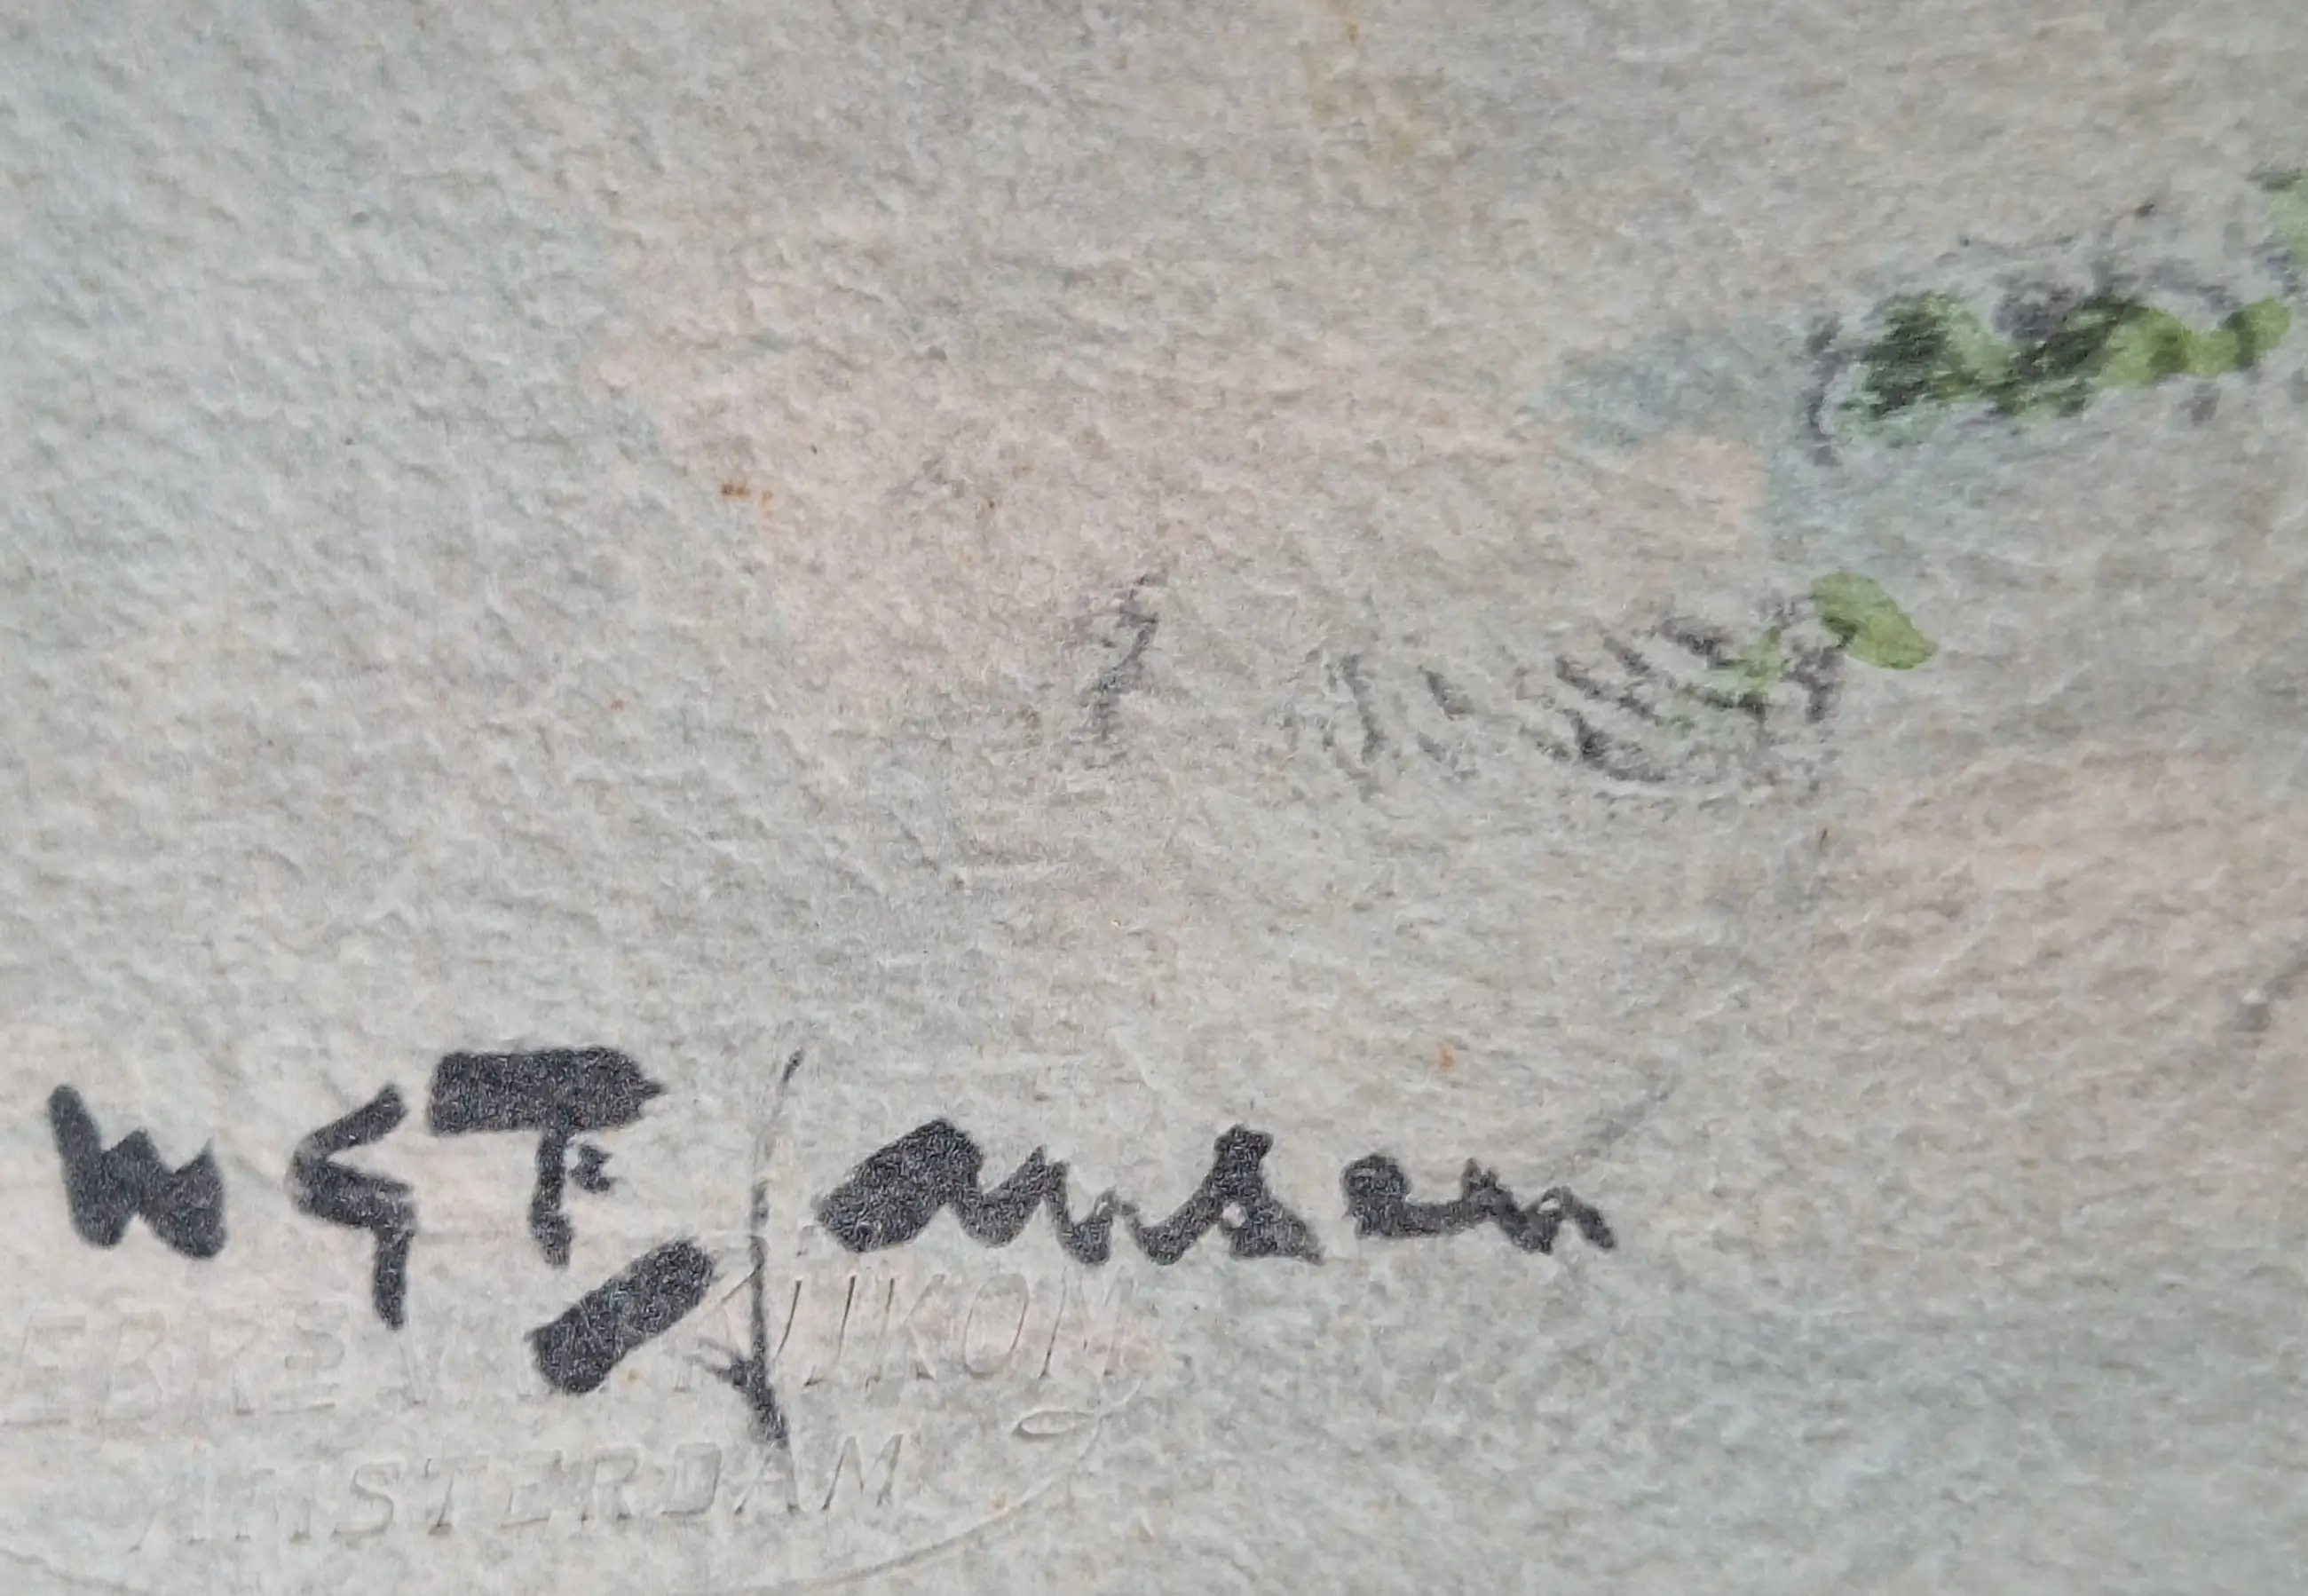 W G F Jansen
AMSTERDAM